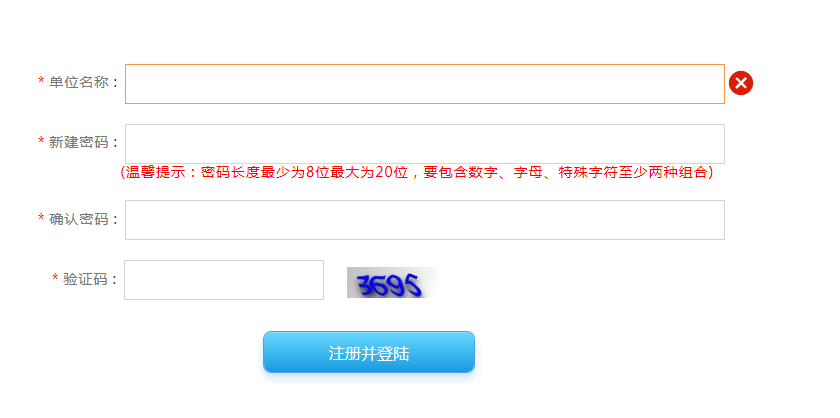 * 单位名称：
* 新建密码：
(温馨提示：密码长度最少为8位最大为20位，要包含数字、字母、特殊字符至少两种组合)
* 确认密码：
* 验证码： 3695
注册并登陆